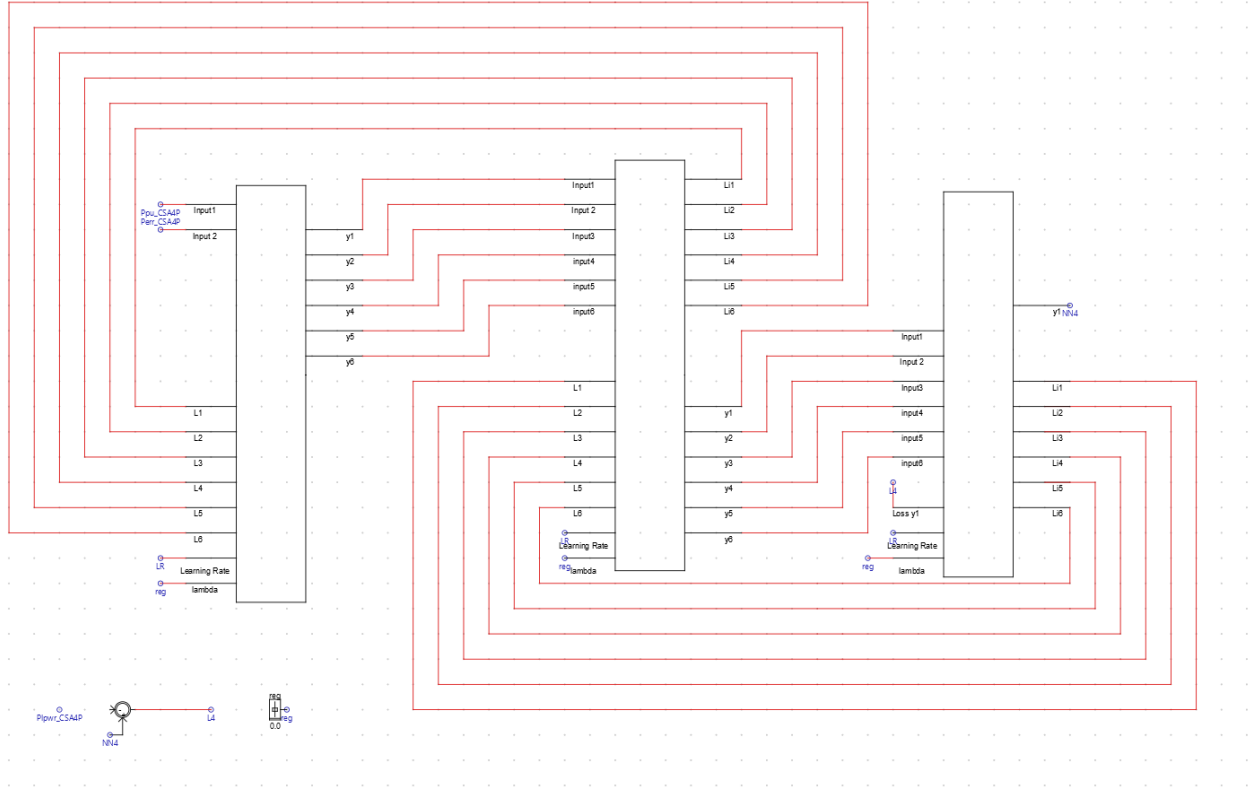 Ppu_CSA4P
Perr_CSA4P
Input1
Input 2
y1
y2
y3
y4
y5
y6
L1
L2
L3
L4
L5
L6
LR
Learning Rate
reg
lambda
Input1
Input 2
Input3
input4
input5
input6
Li1
Li2
Li3
Li4
Li5
Li6
L1
L2
L3
L4
L5
L6
LR
Learning Rate
reg
lambda
y1
y2
y3
y4
y5
y6
Input1
Input 2
Input3
input4
input5
input6
L4
Loss y1
LR
Learning Rate
reg
lambda
y1
NN4
Li1
Li2
Li3
Li4
Li5
Li6
Plpwr_CSA4P
NN4
L4
reg
reg
0.0